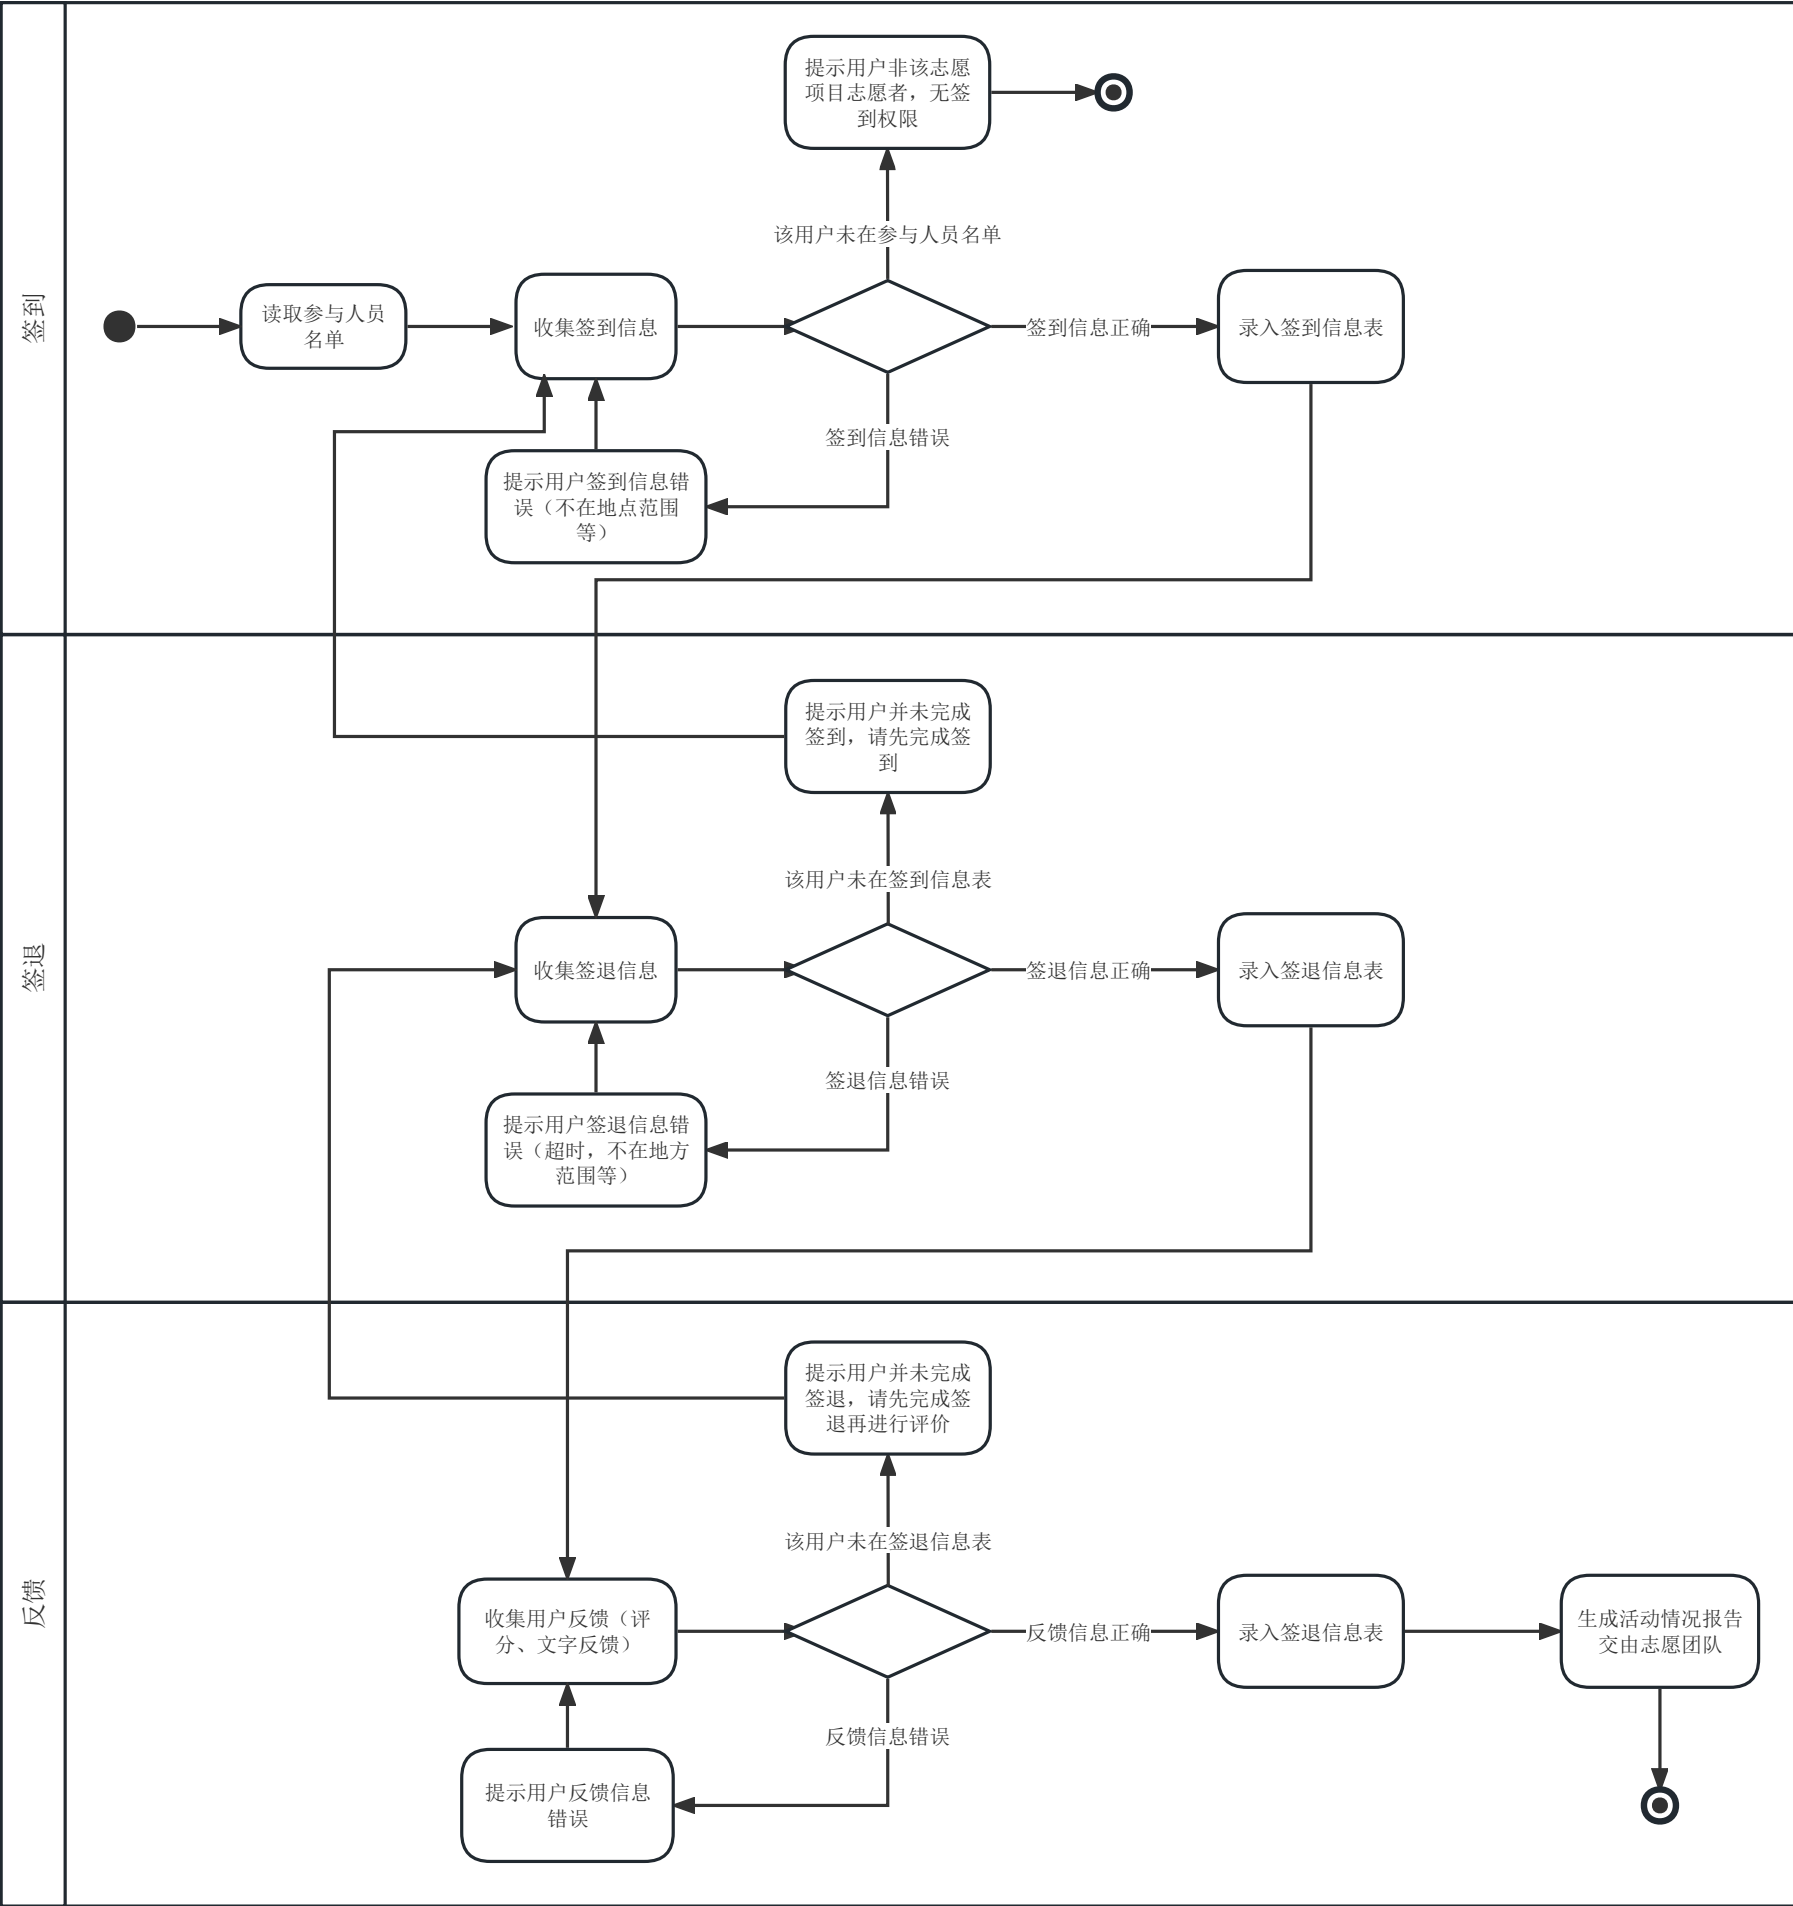 签到
提示用户非该志愿
项目志愿者，无签
到权限
该用户未在参与人员名单
读取参与人员
名单
收集签到信息
签到信息正确
录入签到信息表
签到信息错误
提示用户签到信息错
误（不在地点范围
等）
签退
提示用户并未完成
签到，请先完成签
到
该用户未在签到信息表
收集签退信息
签退信息正确
录入签退信息表
签退信息错误
提示用户签退信息错
误（超时，不在地方
范围等）
反馈
提示用户并未完成
签退，请先完成签
退再进行评价
该用户未在签退信息表
收集用户反馈（评
分、文字反馈）
反馈信息正确
录入签退信息表
生成活动情况报告
交由志愿团队
反馈信息错误
提示用户反馈信息
错误